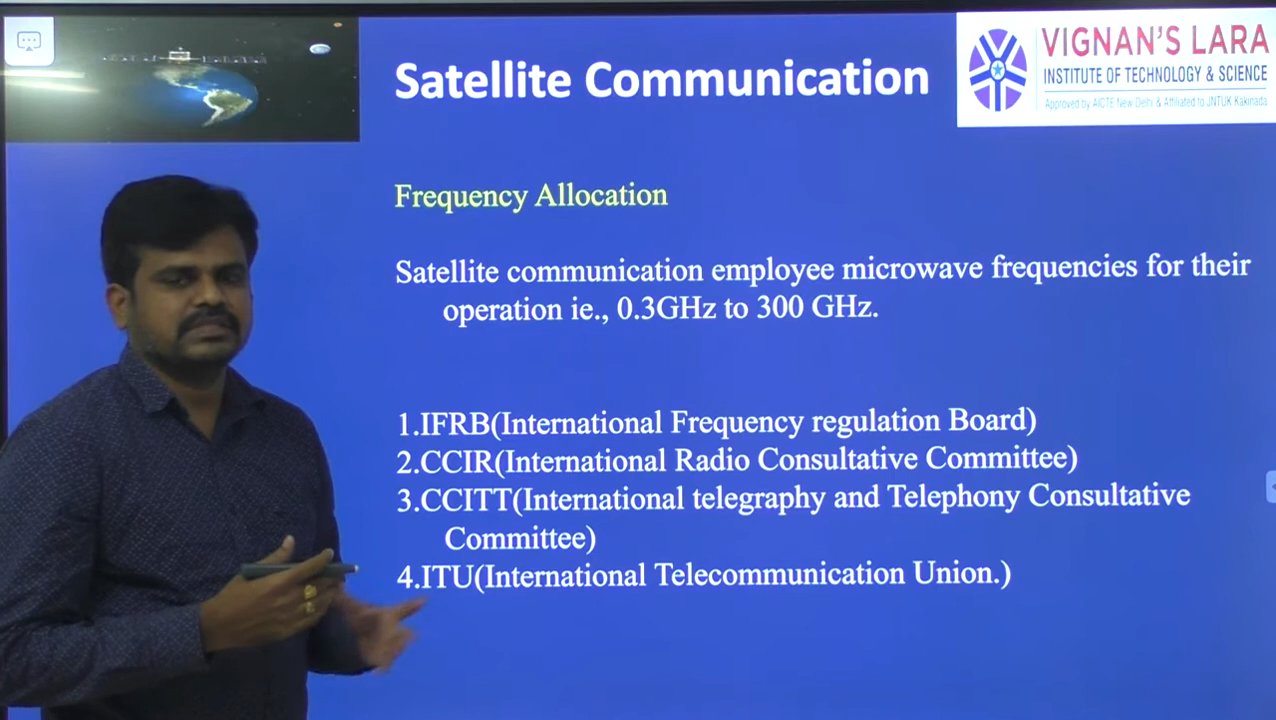 Satellite Communication
VIGNAN'S LARA
INSTITUTE OF TECHNOLOGY & SCIENCE
Approved by AICTE New Delhi & Affiliated to JNTUK Kakinada
Frequency Allocation
Satellite communication employee microwave frequencies for their
operation ie., 0.3GHz to 300 GHz.
1.IFRB(International Frequency regulation Board)
2.CCIR(International Radio Consultative Committee)
3.CCITT(International telegraphy and Telephony Consultative
Committee)
4.ITU(International Telecommunication Union.)